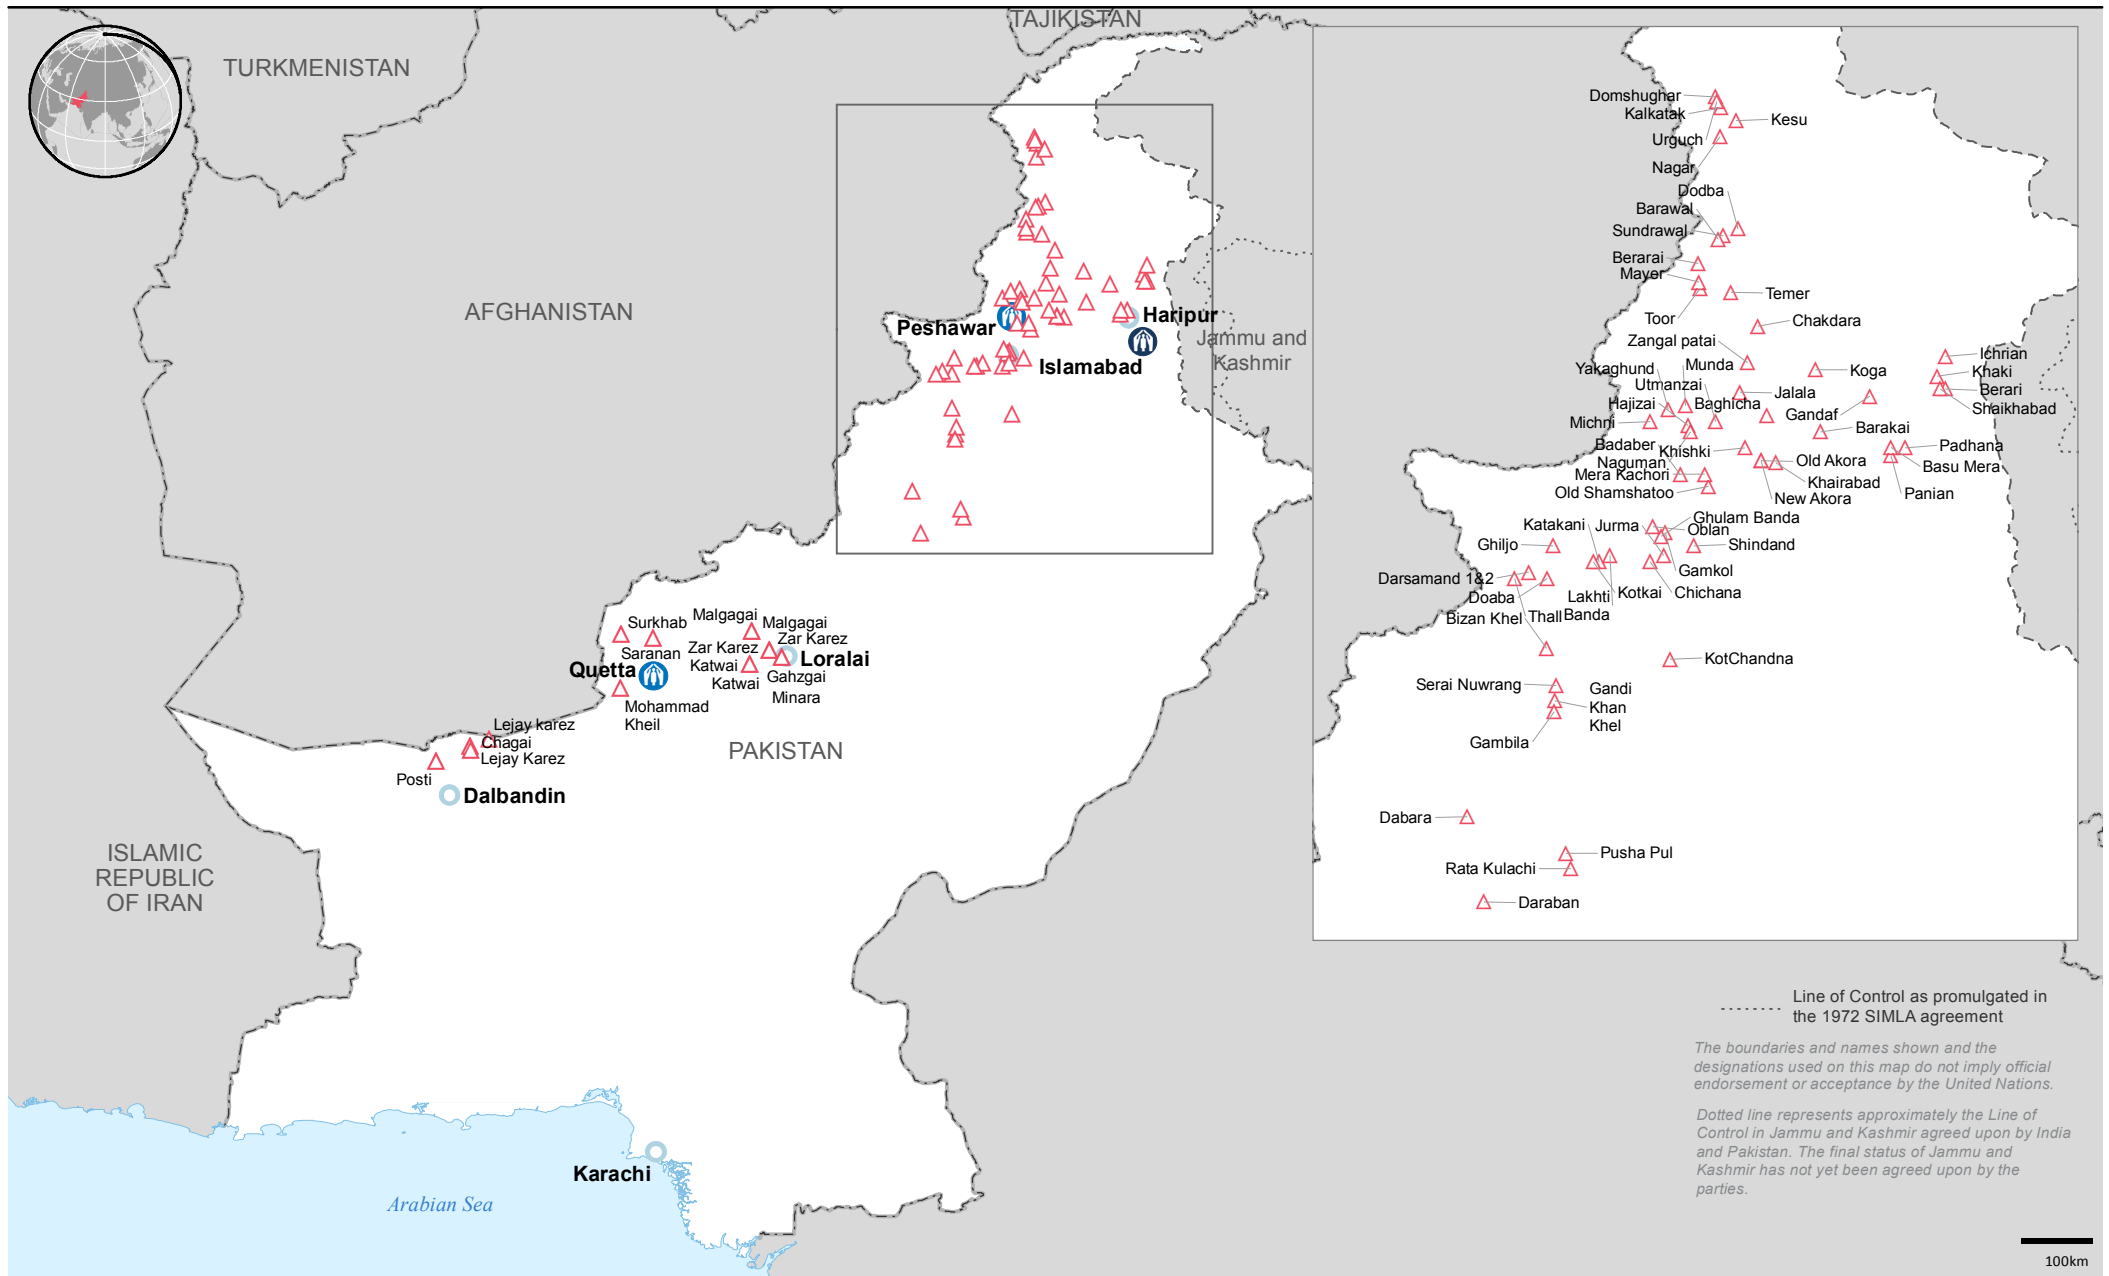 TAJIKISTAN
TURKMENISTAN
AFGHANISTAN
Peshawar
Haripur
Jammu and
Kashmir
Islamabad
Surkhab
Malgagai
Malgagai
Saranan
Zar Karez
Zar Karez
Quetta
Katwai
Loralai
Katwai
Gahzgai
Minara
Mohammad
Kheil
Lejay karez
Chagai
Lejay Karez
Posti
PAKISTAN
Dalbandin
ISLAMIC
REPUBLIC
OF IRAN
Karachi
Arabian Sea
Domshughar
Kalkatak
Kesu
Urguch
Nagar
Dodba
Barawal
Sundrawal
Berarai
Mayor
Temer
Toor
Chakdara
Zangal patai
Ichrian
Yakaghund
Munda
Koga
Khaki
Utmanzai
Jalala
Berari
Hajizai
Baghicha
Gandaf
Shaikhabad
Michni
Barakai
Badaber
Khishki
Padhana
Naguman
Old Akora
Basu Mera
Mera Kachori
Khairabad
Old Shamshatoo
New Akora
Panian
Ghulam Banda
Katakani
Jurma
Oblan
Ghiljo
Shindand
Gamkol
Darsamand 1&2
Doaba
Lakhti
Banda
Kotkai
Chichana
Bizan Khel
Thall
KotChandna
Serai Nuwrang
Gandi
Khan
Khel
Gambila
Dabara
Pusha Pul
Rata Kulachi
Daraban
Line of Control as promulgated in
the 1972 SIMLA agreement
The boundaries and names shown and the
designations used on this map do not imply official
endorsement or acceptance by the United Nations.
Dotted line represents approximately the Line of
Control in Jammu and Kashmir agreed upon by India
and Pakistan. The final status of Jammu and
Kashmir has not yet been agreed upon by the
parties.
100km